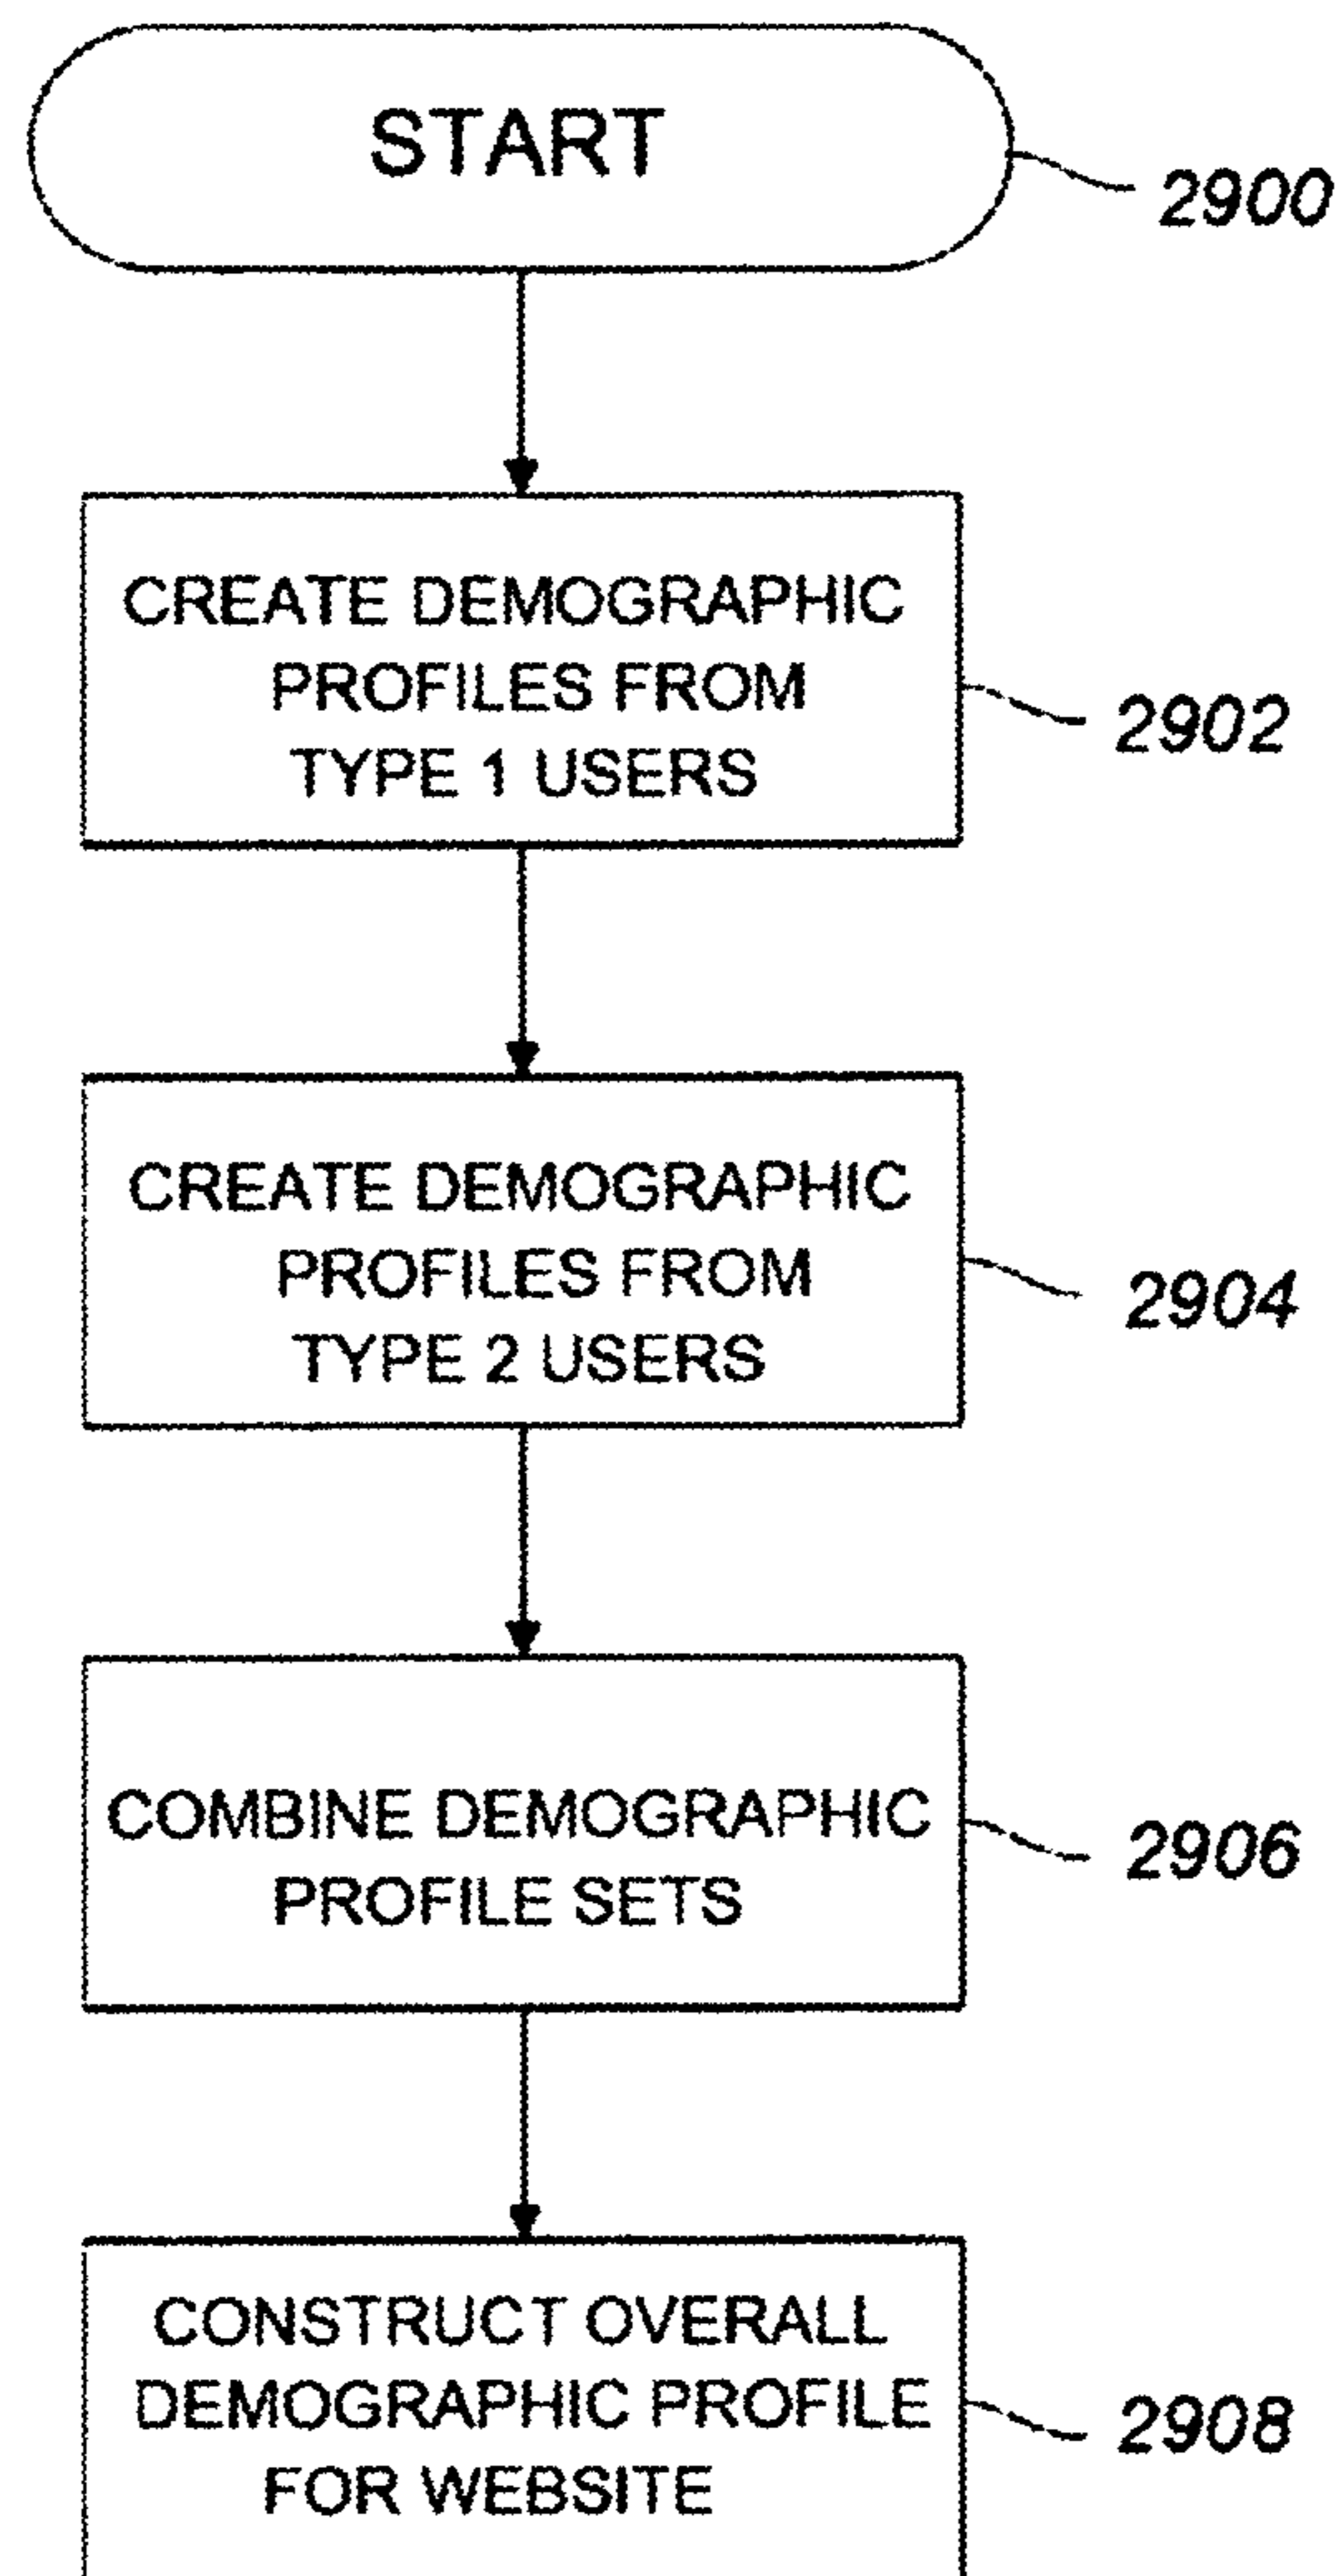 START
2900
CREATE DEMOGRAPHIC
PROFILES FROM
TYPE 1 USERS
2902
CREATE DEMOGRAPHIC
PROFILES FROM
TYPE 2 USERS
2904
COMBINE DEMOGRAPHIC
PROFILE SETS
2906
CONSTRUCT OVERALL
DEMOGRAPHIC PROFILE
FOR WEBSITE
2908